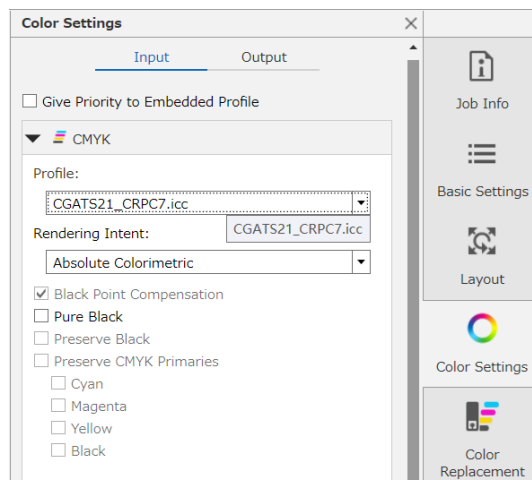 Color Settings
Input Output
Give Priority to Embedded Profile
CMYK
Profile:
CGATS21_CRPC7.icc
CGATS21_CRPC7.icc
Rendering Intent:
Absolute Colorimetric
Black Point Compensation
Pure Black
Preserve Black
Preserve CMYK Primaries
Cyan
Magenta
Yellow
Black
Job Info
Basic Settings
Layout
Color Settings
Color
Replacement